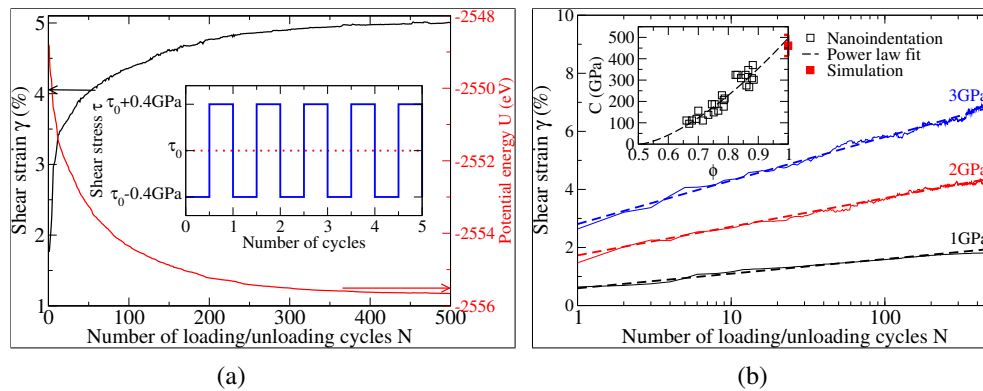 5
4
3
2
1
Shear strain γ (%)
0
100
200
300
400
500
Number of loading/unloading cycles N
-2548
-2550
-2552
-2554
-2556
Potential energy U (eV)
Shear stress τ
τ0+0.4GPa
τ0
τ0-0.4GPa
0
1
2
3
4
5
Number of cycles
(a)
10
8
6
4
2
0
Shear strain γ (%)
1
10
100
Number of loading/unloading cycles N
3GPa
2GPa
1GPa
Nanoindentation
Power law fit
Simulation
500
400
300
200
100
0
C (GPa)
0.5
0.6
0.7
0.8
0.9
1
ϕ
(b)